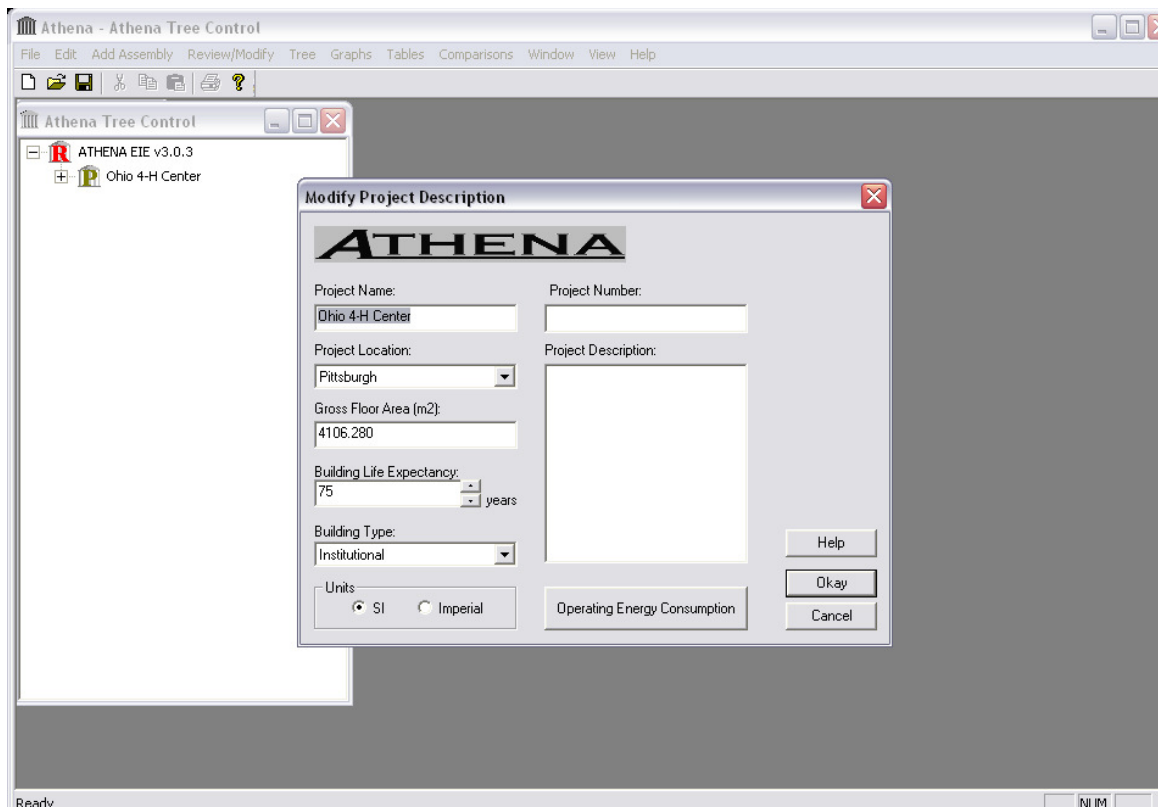 Athena - Athena Tree Control
File Edit Add Assembly Review/Modify Tree Graphs Tables Comparisons Window View Help
Athena Tree Control
ATHENA EIE v3.0.3
Ohio 4-H Center
Modify Project Description
ATHENA
Project Name:
Ohio 4-H Center
Project Number:
Project Location:
Pittsburgh
Project Description:
Gross Floor Area (m2):
4106.280
Building Life Expectancy:
75
years
Building Type:
Institutional
Units
SI Imperial
Operating Energy Consumption
Help
Okay
Cancel
Ready
NUM